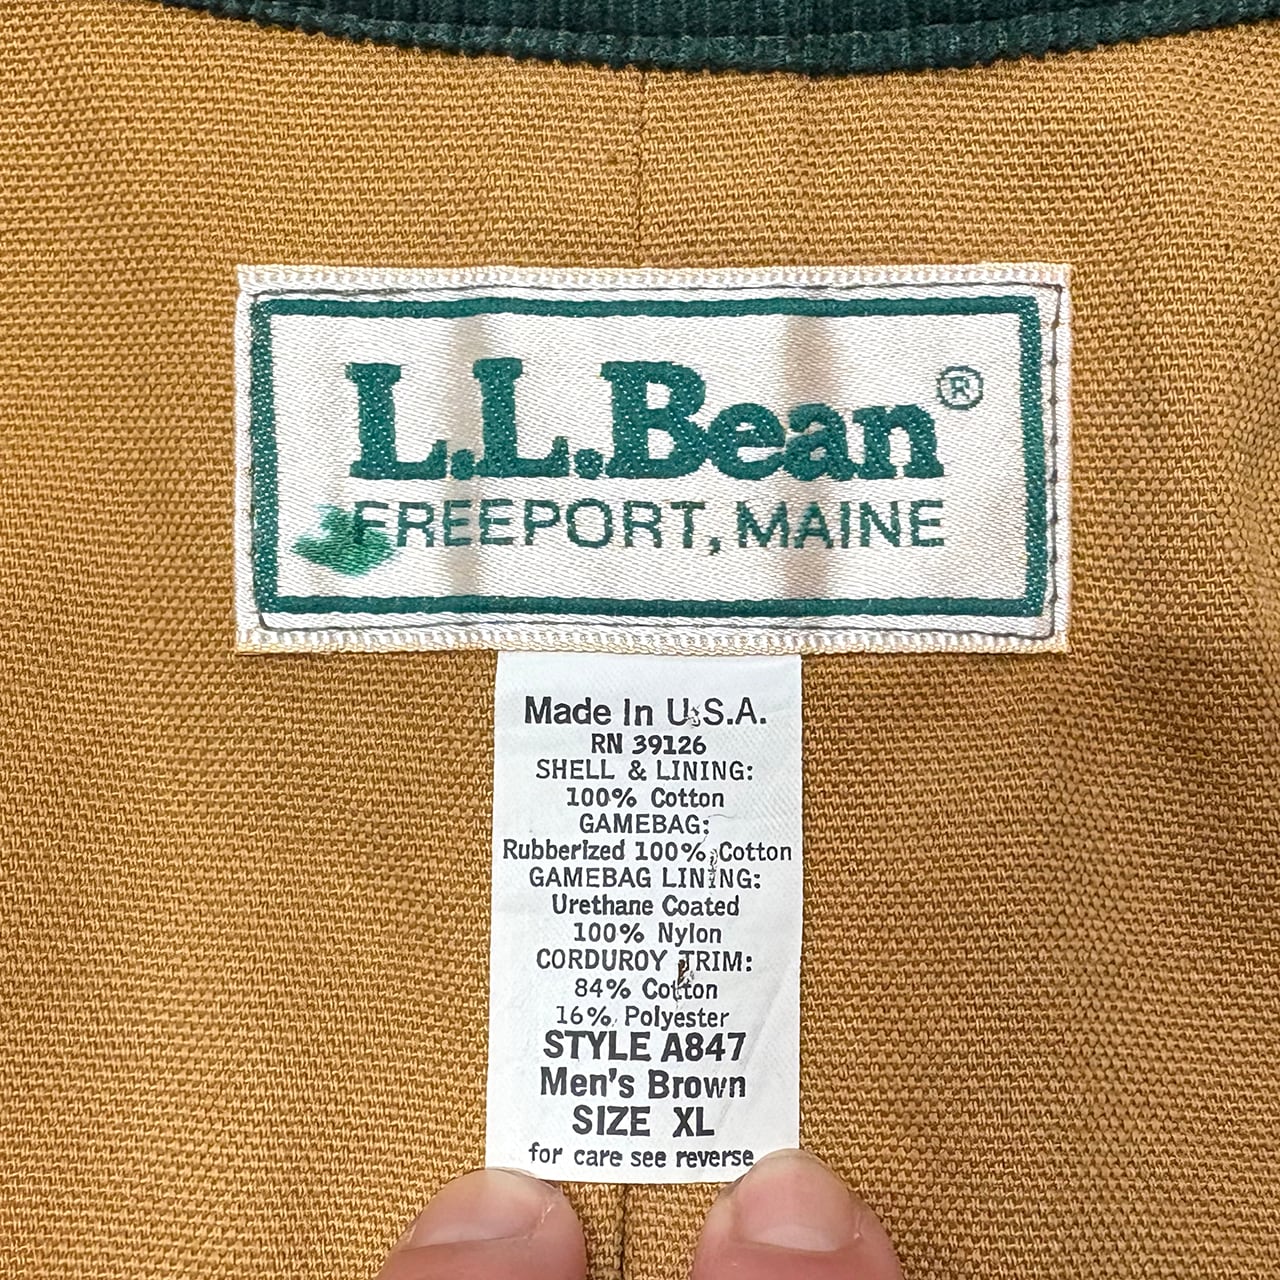 L.L.Bean®
FREEPORT, MAINE
Made In U.S.A.
RN 39126
SHELL & LINING:
100% Cotton
GAMEBAG:
Rubberized 100% Cotton
GAMEBAG LINING:
Urethane Coated
100% Nylon
CORDUROY TRIM:
84% Cotton
16% Polyester
STYLE A847
Men's Brown
SIZE XL
for care see reverse